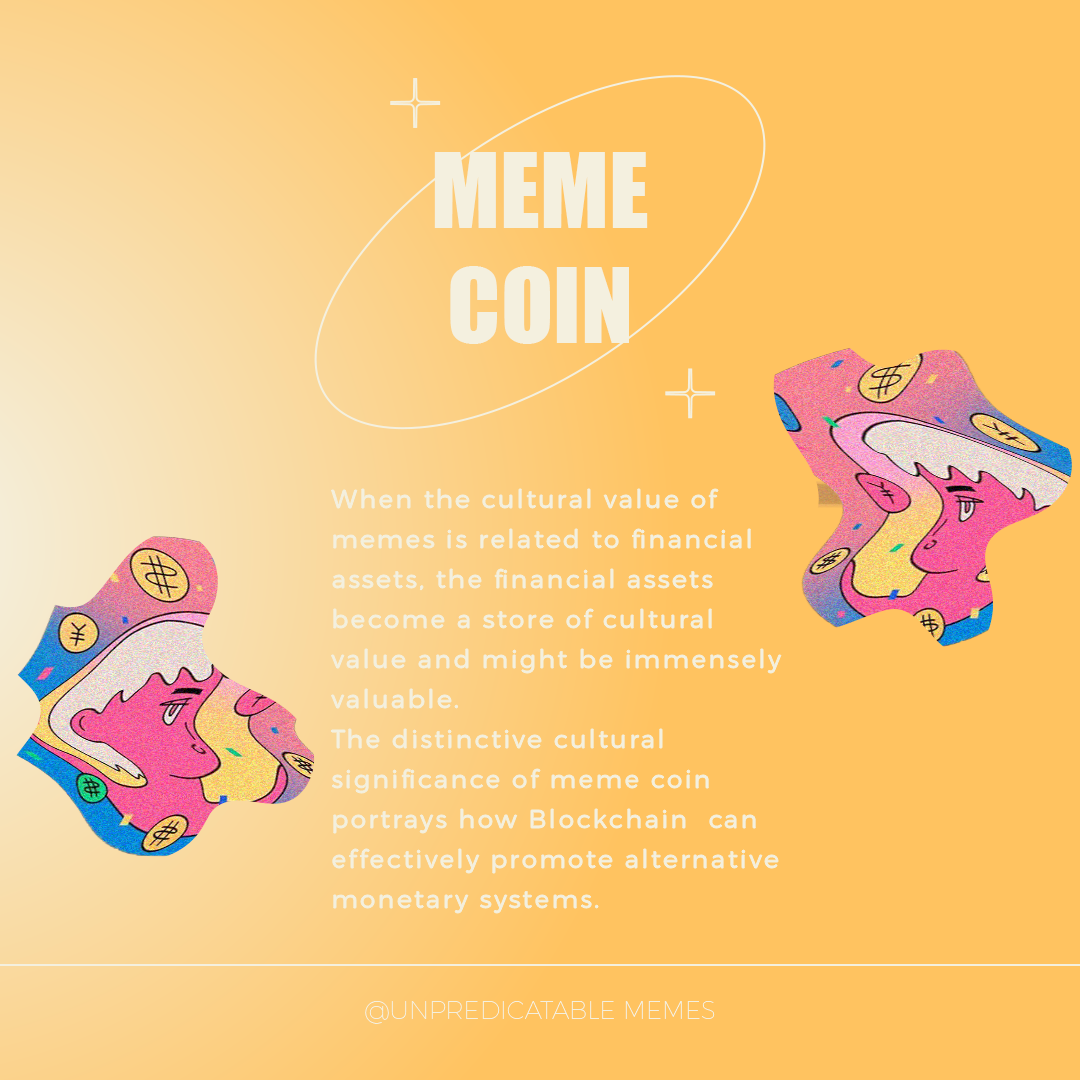 MEME
COIN
When the cultural value of
memes is related to financial
assets, the financial assets
become a store of cultural
value and might be immensely
valuable.
The distinctive cultural
significance of meme coin
portrays how Blockchain  can
effectively promote alternative
monetary systems.
@UNPREDICATABLE MEMES